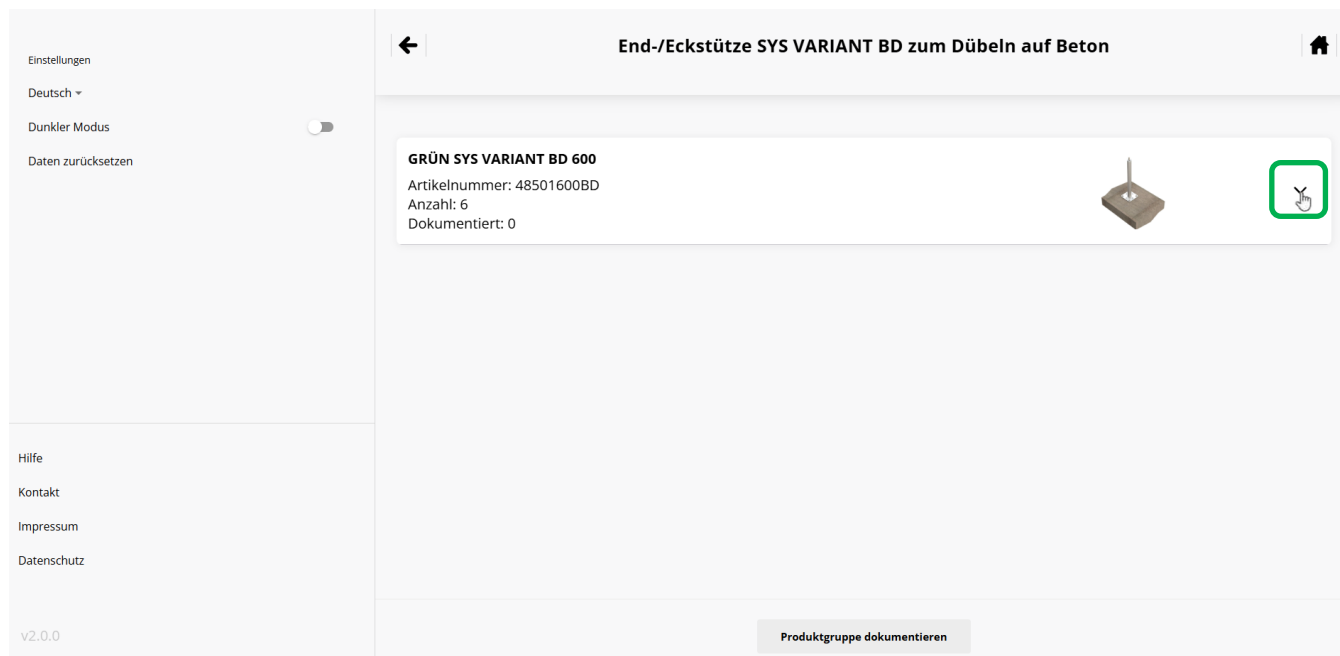 Einstellungen
Deutsch
Dunkler Modus
Daten zurücksetzen
Hilfe
Kontakt
Impressum
Datenschutz
v2.0.0
End-/Eckstütze SYS VARIANT BD zum Dübeln auf Beton
GRÜN SYS VARIANT BD 600
Artikelnummer: 48501600BD
Anzahl: 6
Dokumentiert: 0
Produktgruppe dokumentieren